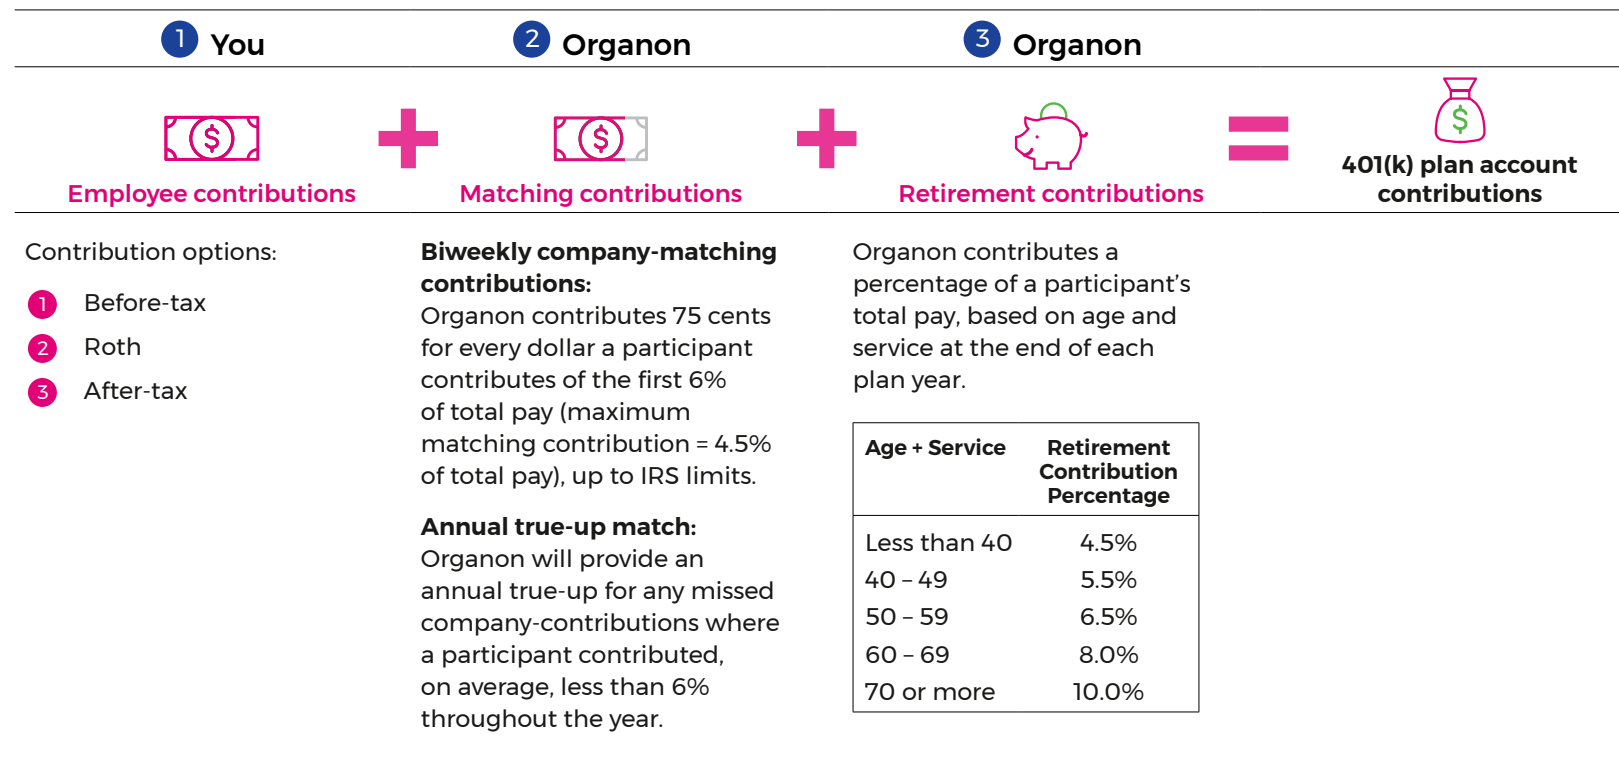 1 You
2 Organon
3 Organon
$
$
$
Employee contributions
Matching contributions
Retirement contributions
401(k) plan account
contributions
Contribution options:
1 Before-tax
2 Roth
3 After-tax
Biweekly company-matching
contributions:
Organon contributes 75 cents
for every dollar a participant
contributes of the first 6%
of total pay (maximum
matching contribution = 4.5%
of total pay), up to IRS limits.
Annual true-up match:
Organon will provide an
annual true-up for any missed
company-contributions where
a participant contributed,
on average, less than 6%
throughout the year.
Organon contributes a
percentage of a participant’s
total pay, based on age and
service at the end of each
plan year.
Age + Service
Retirement
Contribution
Percentage
Less than 40 4.5%
40 – 49 5.5%
50 – 59 6.5%
60 – 69 8.0%
70 or more 10.0%